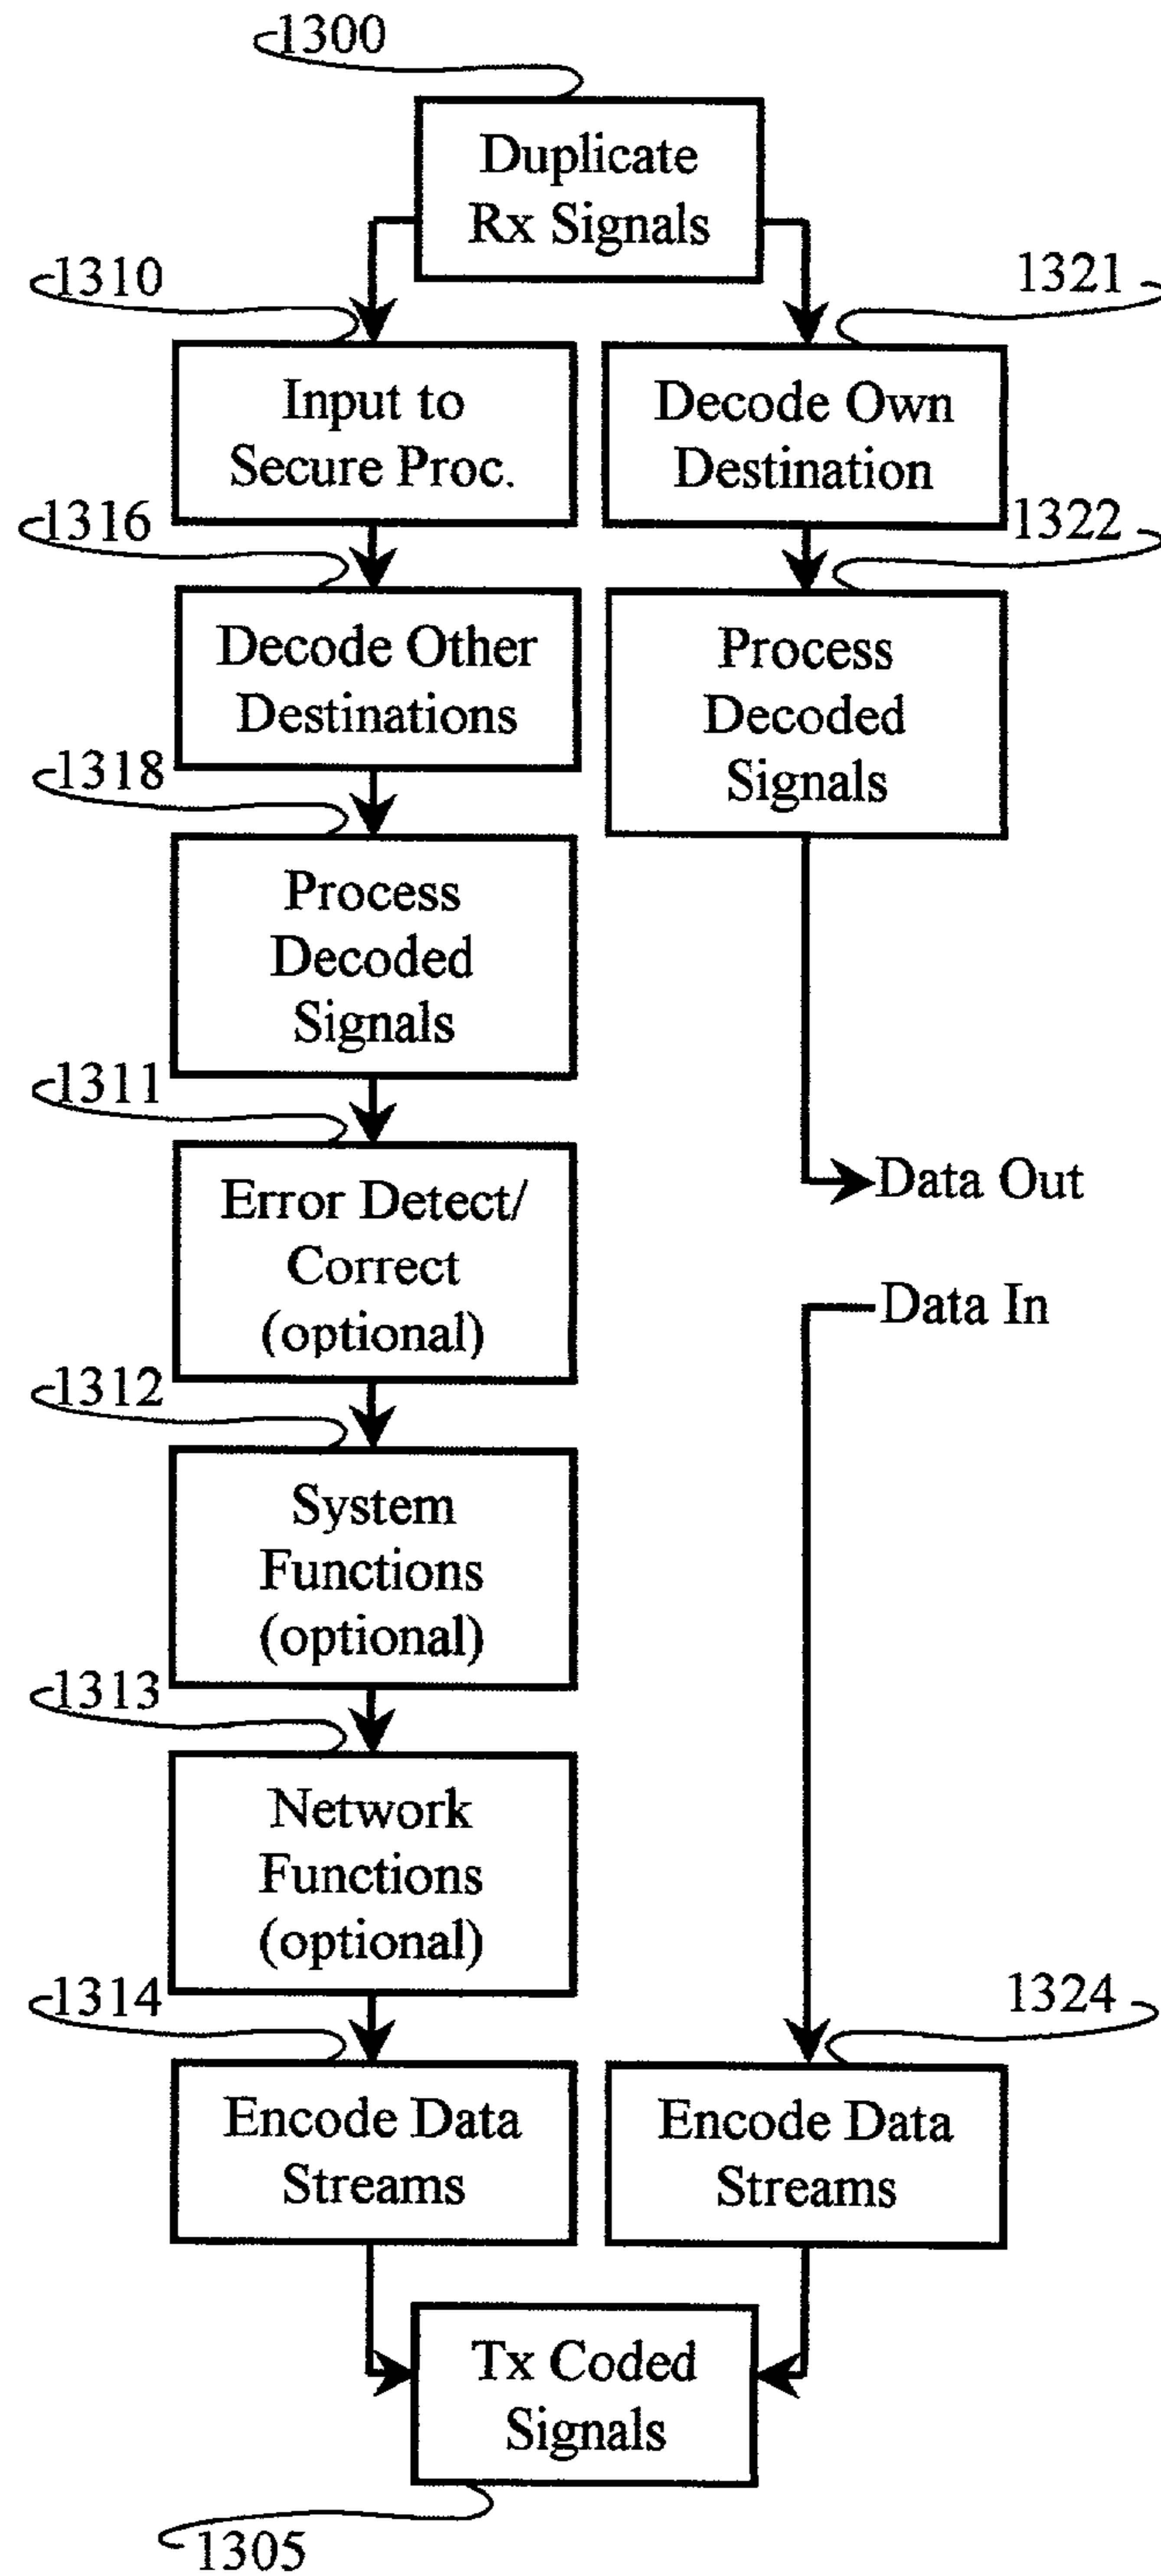 1300
Duplicate
Rx Signals
1310
1321
Input to
Secure Proc.
Decode Own
Destination
1316
1322
Decode Other
Destinations
Process
Decoded
Signals
1318
Process
Decoded
Signals
1311
Error Detect/
Correct
(optional)
Data Out
Data In
1312
System
Functions
(optional)
1313
Network
Functions
(optional)
1314
1324
Encode Data
Streams
Encode Data
Streams
Tx Coded
Signals
1305